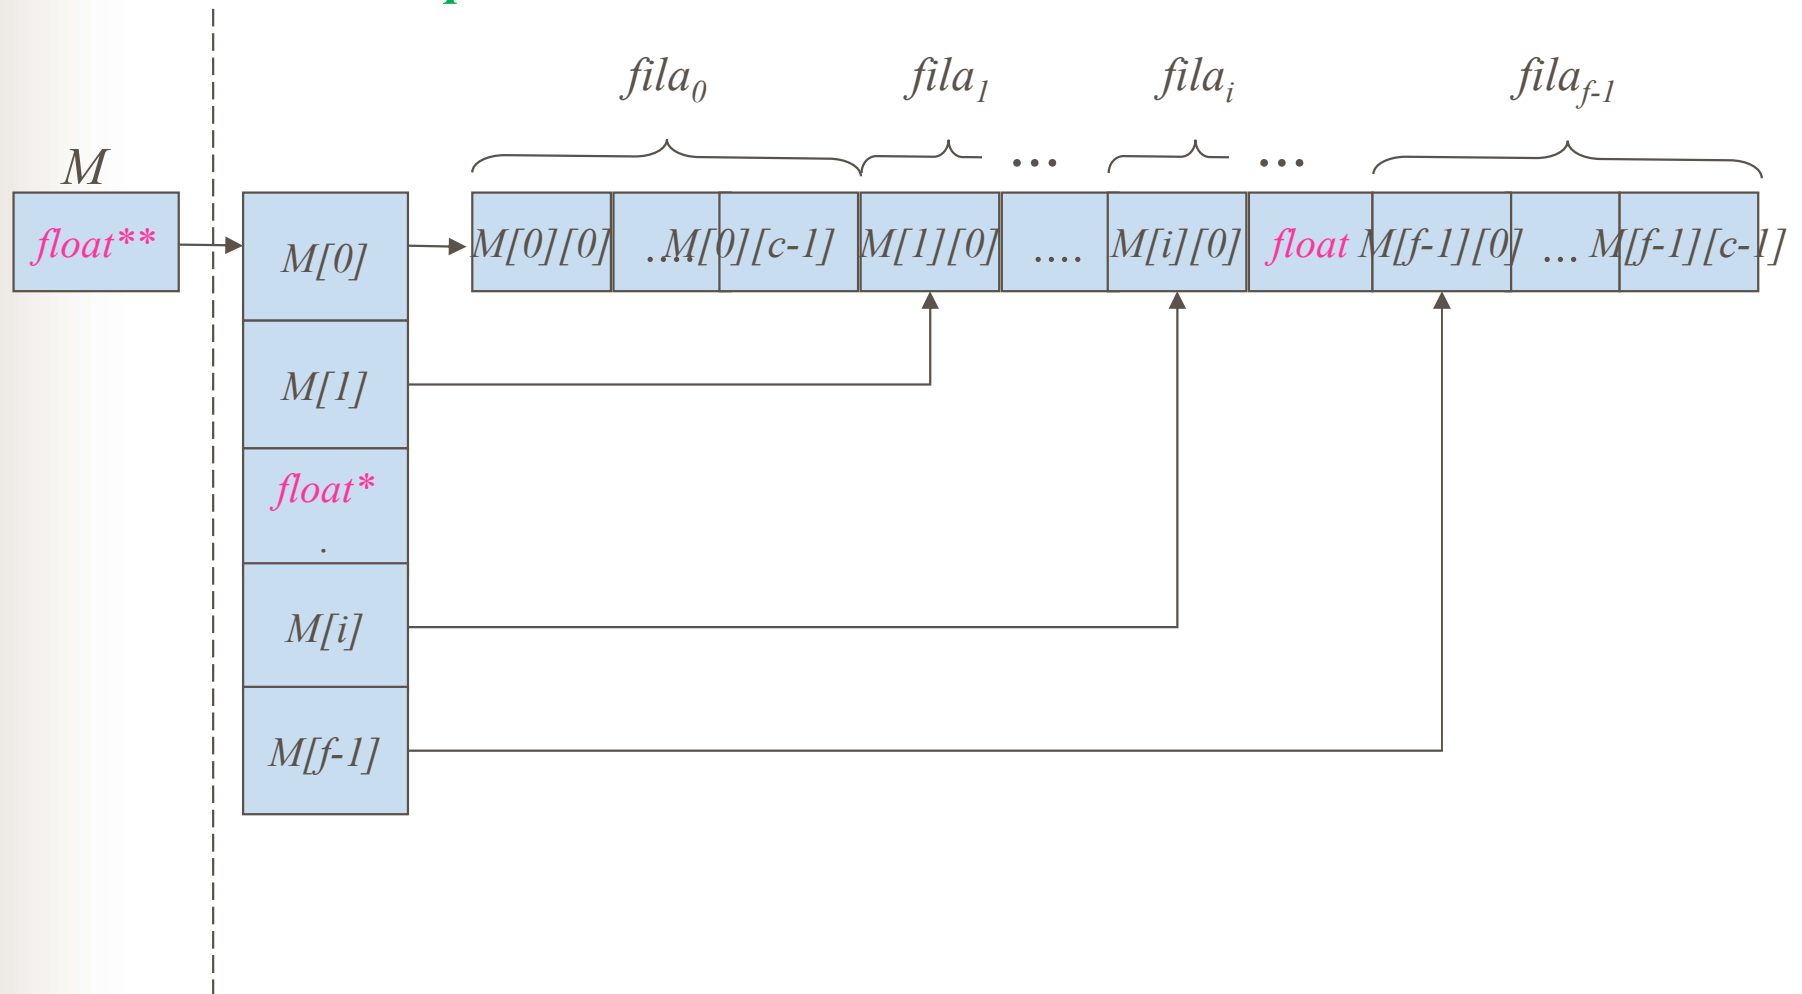 fila0 fila1 filai filaf-1
M ... ...
float** M[0] M[0][0] .... M[0][c-1] M[1][0] .... M[i][0] float M[f-1][0] ... M[f-1][c-1]
M[1]
float*
.
M[i]
M[f-1]